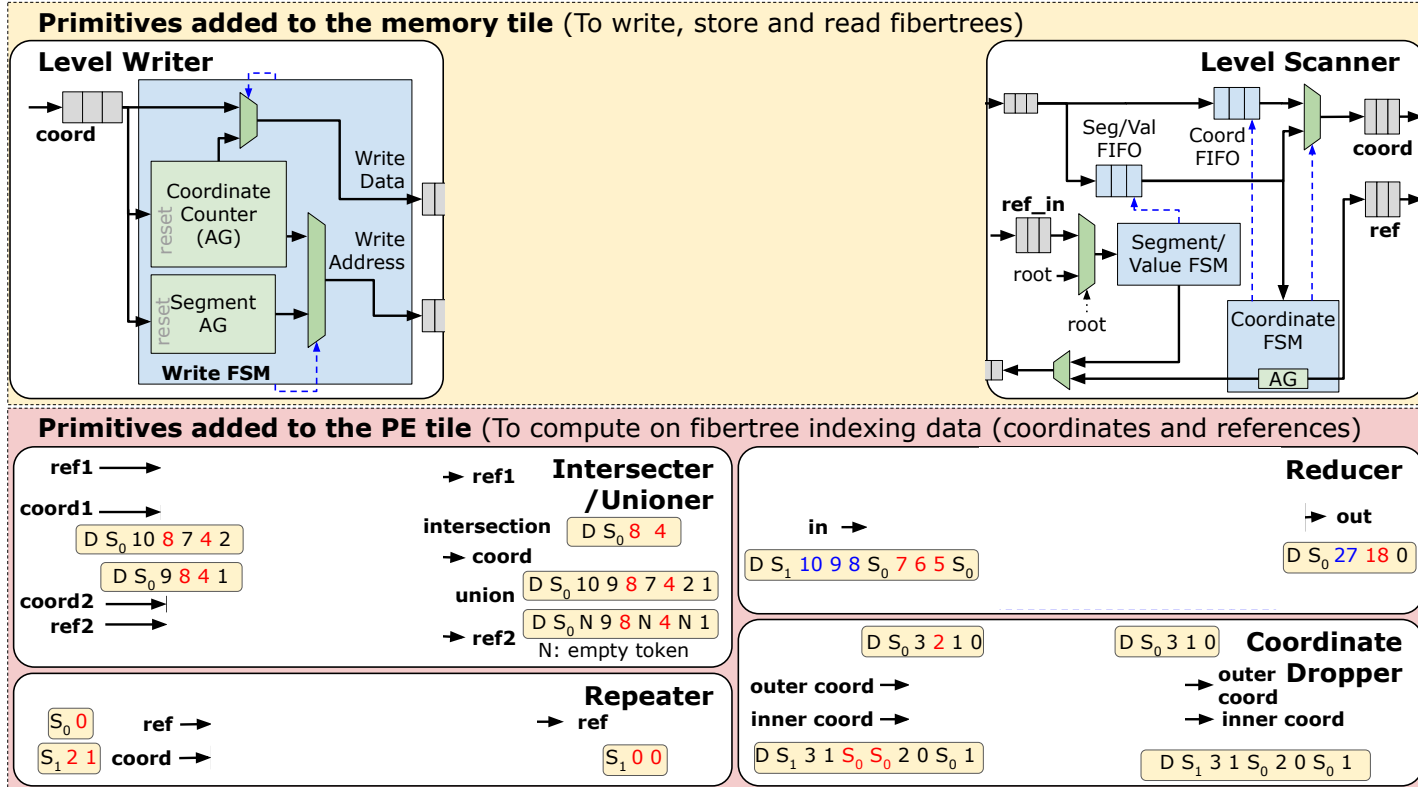 Primitives added to the memory tile (To write, store and read fibertrees)
Level Writer
coord
reset
Coordinate
Counter
(AG)
reset
Segment
AG
Write FSM
Write
Data
Write
Address
Level Scanner
Seg/Val
FIFO
Coord
FIFO
coord
ref_in
root
root
Segment/
Value FSM
ref
Coordinate
FSM
AG
Primitives added to the PE tile (To compute on fibertree indexing data (coordinates and references)
Intersecter
/Unioner
ref1
coord1
D S0 10 8 7 4 2
D S0 9 8 4 1
coord2
ref2
ref1
intersection
D S0 8 4
coord
union
D S0 10 9 8 7 4 2 1
D S0 N 9 8 N 4 N 1
ref2
N: empty token
Reducer
in
D S1 10 9 8 S0 7 6 5 S0
out
D S0 27 18 0
Repeater
S0 0
ref
S1 2 1
coord
ref
S1 0 0
Coordinate
Dropper
D S0 3 2 1 0
D S0 3 1 0
outer coord
inner coord
outer
coord
inner coord
D S1 3 1 S0 S0 2 0 S0 1
D S1 3 1 S0 2 0 S0 1